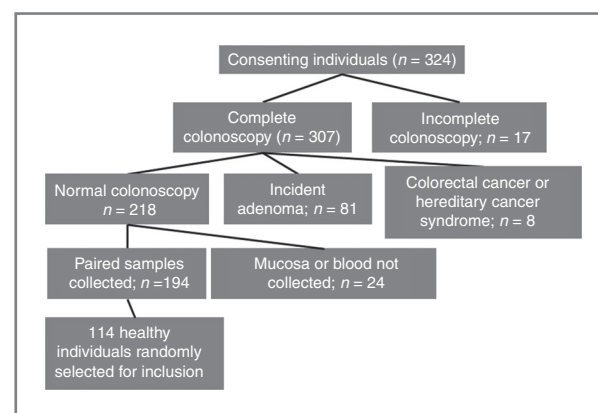 Consenting individuals (n = 324)
Complete
colonoscopy (n = 307)
Incomplete
colonoscopy; n = 17
Normal colonoscopy
n = 218
Incident
adenoma; n = 81
Colorectal cancer or
hereditary cancer
syndrome; n = 8
Paired samples
collected; n =194
Mucosa or blood not
collected; n = 24
114 healthy
individuals randomly
selected for inclusion